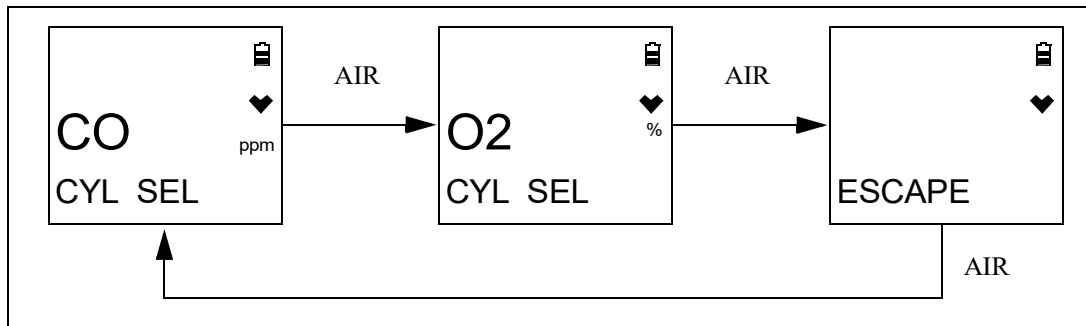 CO
ppm
CYL SEL
AIR
O2
%
CYL SEL
AIR
ESCAPE
AIR